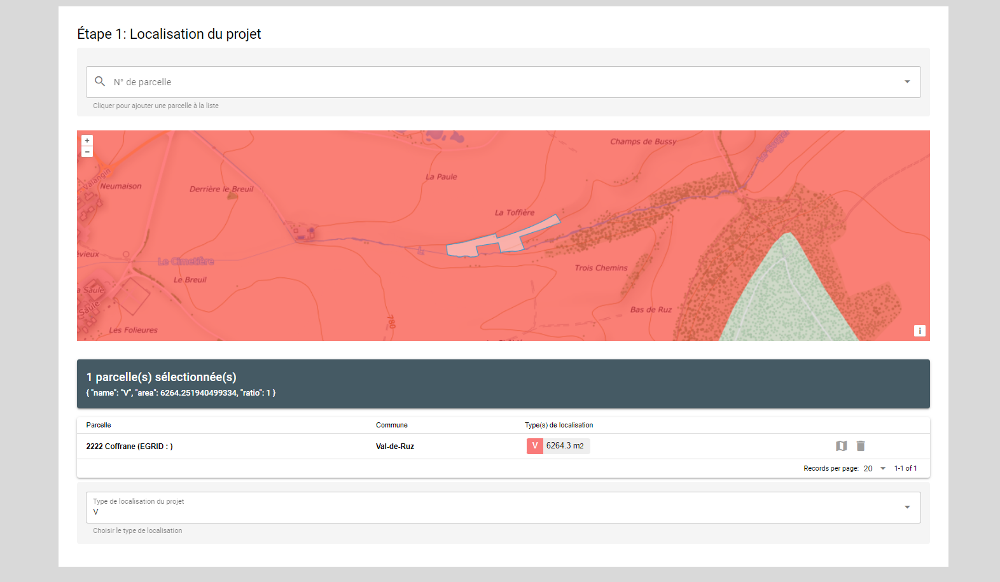 Étape 1: Localisation du projet
N° de parcelle
Cliquer pour ajouter une parcelle à la liste
+
−
Champs de Bussy
Le Sorget
La Paule
Valangin
Neumaison
Derrière le Breuil
La Toffière
évieux
Le Cimetière
Trois Chemins
Le Breuil
a Saule
Saule
Bas de Ruz
780
Les Folieures
i
1 parcelle(s) sélectionnée(s)
{ "name": "V", "area": 6264.251940499334, "ratio": 1 }
Parcelle Commune Type(s) de localisation
2222 Coffrane (EGRID : ) Val-de-Ruz V 6264.3 m2
Records per page: 20 1-1 of 1
Type de localisation du projet
V
Choisir le type de localisation